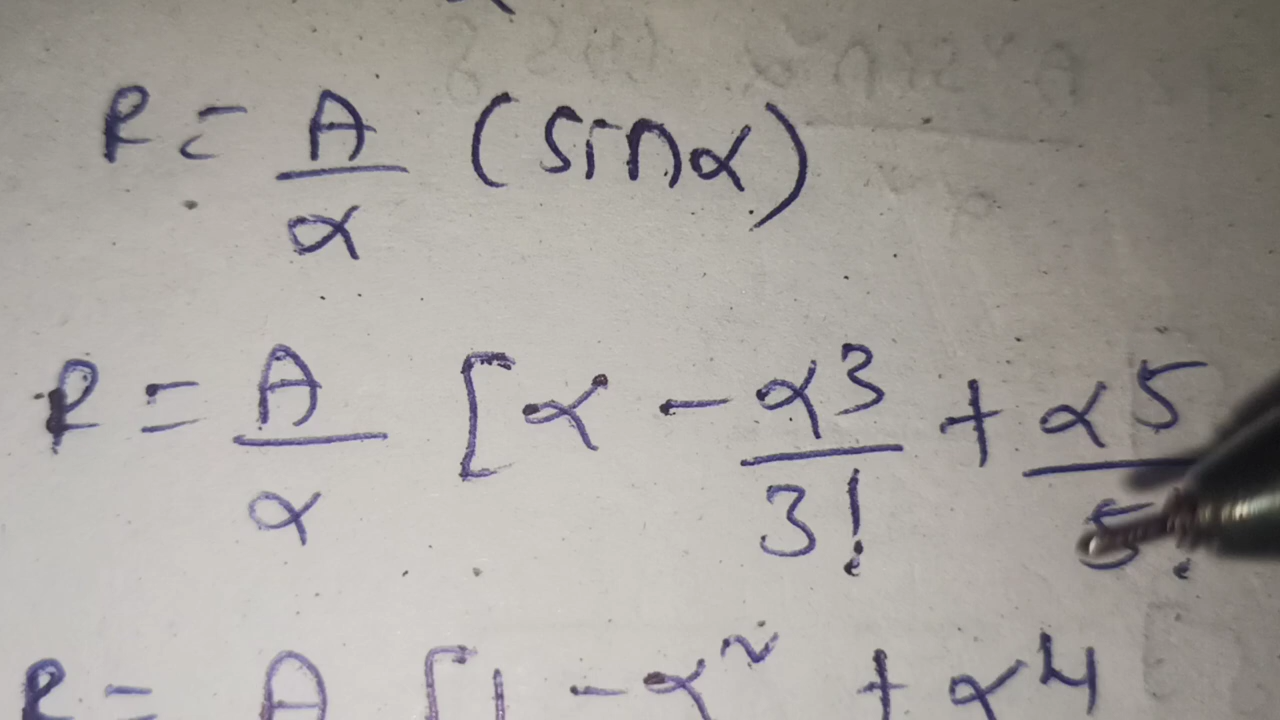 R = A/α (sinα)
R = A/α [α - α3/3! + α5/5!
R = A [1 - α2 + α4